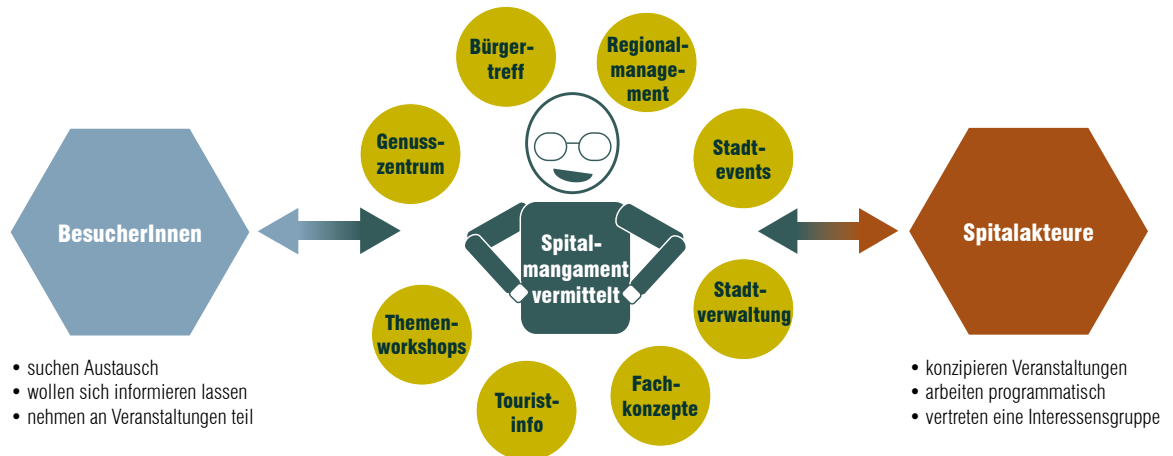 Bürger-
treff
Regional-
manage-
ment
Genuss-
zentrum
Stadt-
events
BesucherInnen
Spital-
mangament
vermittelt
Spitalakteure
Themen-
workshops
Stadt-
verwaltung
Tourist-
info
Fach-
konzepte
• suchen Austausch
• wollen sich informieren lassen
• nehmen an Veranstaltungen teil
• konzipieren Veranstaltungen
• arbeiten programmatisch
• vertreten eine Interessensgruppe